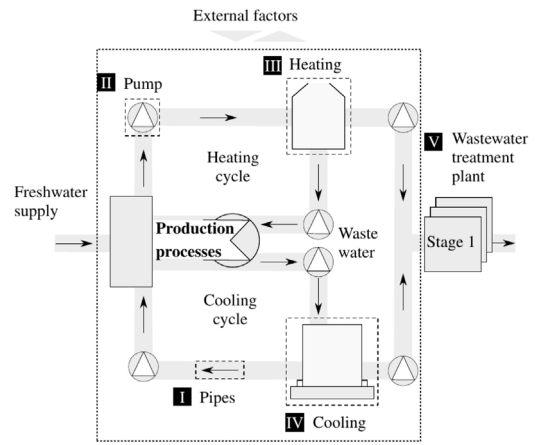 External factors
III Heating
II Pump
V Wastewater
treatment
plant
Heating
cycle
Freshwater
supply
Production
processes
Waste
water
Stage 1
Cooling
cycle
I Pipes
IV Cooling